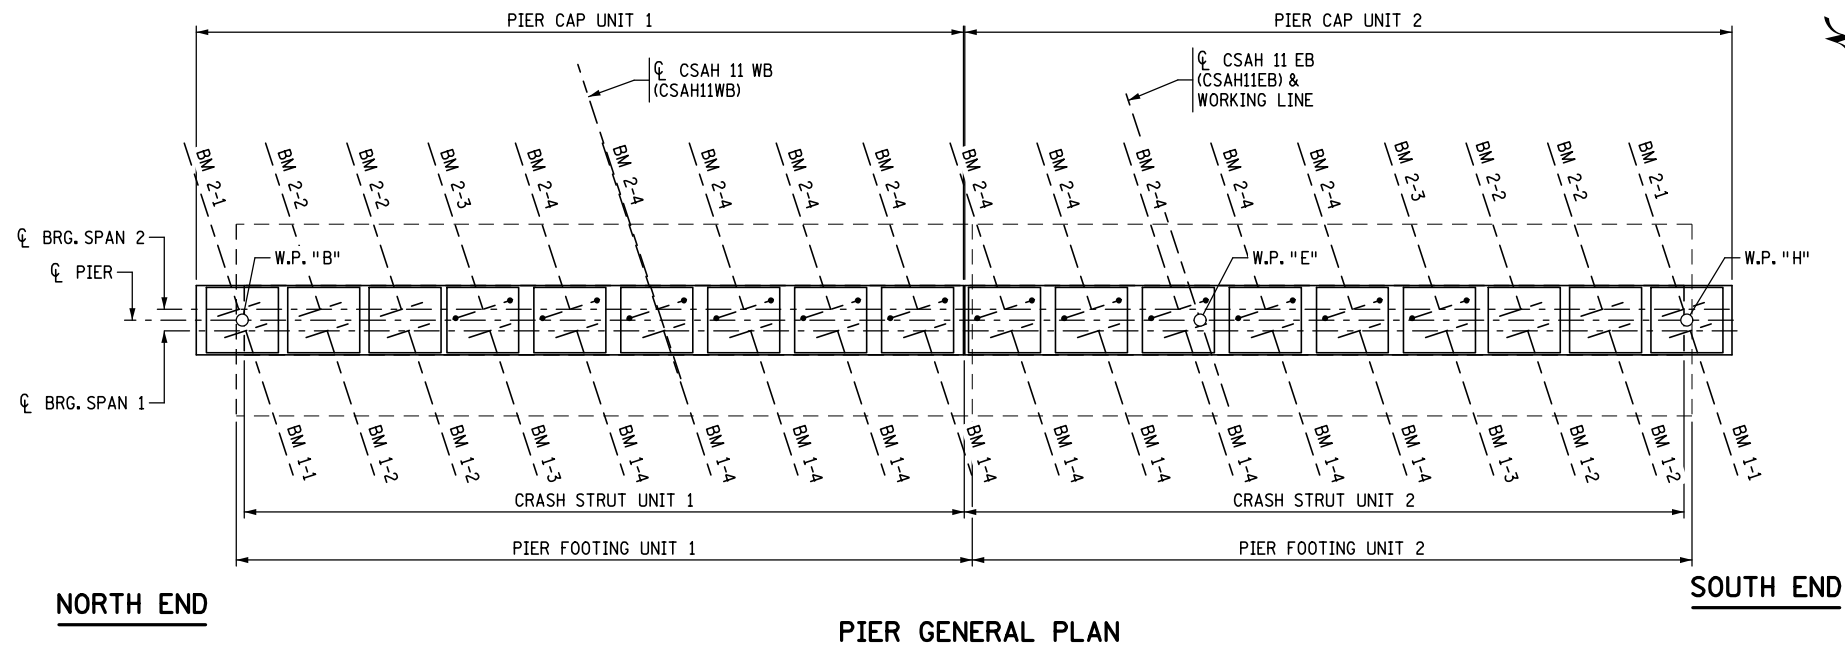 PIER CAP UNIT 1
PIER CAP UNIT 2
℄ CSAH 11 WB
(CSAH11WB)
℄ CSAH 11 EB
(CSAH11EB) &
WORKING LINE
BM 2-1
BM 2-2
BM 2-2
BM 2-3
BM 2-4
BM 2-4
BM 2-4
BM 2-4
BM 2-4
BM 2-4
BM 2-4
BM 2-4
BM 2-4
BM 2-4
BM 2-3
BM 2-2
BM 2-2
BM 2-1
℄ BRG. SPAN 2
℄ PIER
W.P. "B"
W.P. "E"
W.P. "H"
℄ BRG. SPAN 1
BM 1-1
BM 1-2
BM 1-2
BM 1-3
BM 1-4
BM 1-4
BM 1-4
BM 1-4
BM 1-4
BM 1-4
BM 1-4
BM 1-4
BM 1-4
BM 1-4
BM 1-3
BM 1-2
BM 1-2
BM 1-1
CRASH STRUT UNIT 1
CRASH STRUT UNIT 2
PIER FOOTING UNIT 1
PIER FOOTING UNIT 2
NORTH END
SOUTH END
PIER GENERAL PLAN